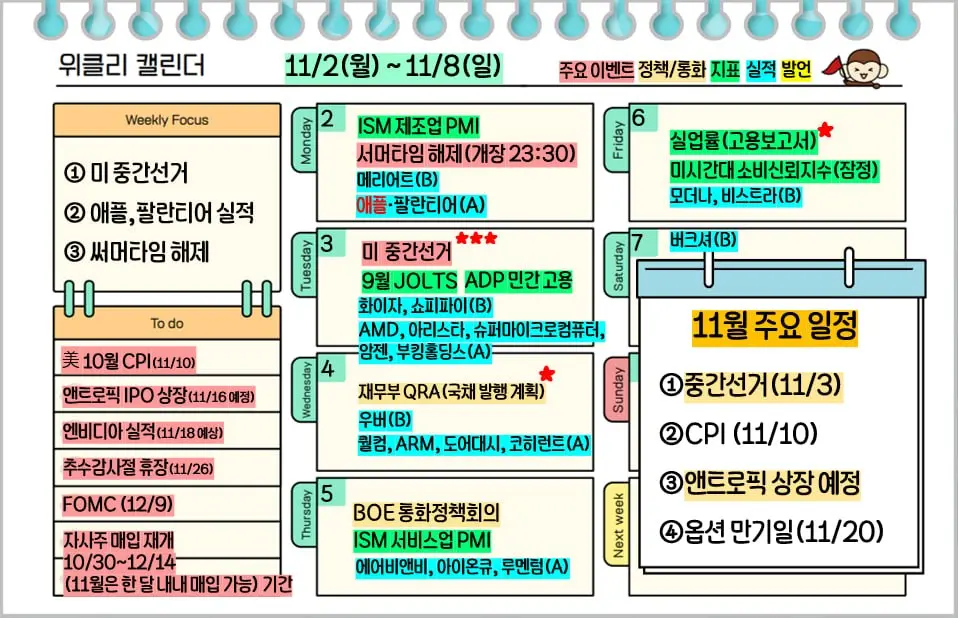 위클리 캘린더
11/2(월) ~ 11/8(일)
주요 이벤트 정책/통화 지표 실적 발언
Weekly Focus
① 미 중간선거
② 애플, 팔란티어 실적
③ 써머타임 해제
To do
美 10월 CPI (11/10)
앤트로픽 IPO 상장 (11/16 예정)
엔비디아 실적 (11/18 예상)
추수감사절 휴장 (11/26)
FOMC (12/9)
자사주 매입 재개
10/30~12/14
(11월은 한 달 내내 매입 가능) 기간
Monday
2
ISM 제조업 PMI
서머타임 해제 (개장 23:30)
메리어트(B)
애플·팔란티어(A)
Tuesday
3
미 중간선거
9월 JOLTS ADP 민간 고용
화이자, 쇼피파이(B)
AMD, 아리스타, 슈퍼마이크로컴퓨터,
암젠, 부킹홀딩스(A)
Wednesday
4
재무부 QRA (국채 발행 계획)
우버(B)
퀄컴, ARM, 도어대시, 코히런트(A)
Thursday
5
BOE 통화정책회의
ISM 서비스업 PMI
에어비앤비, 아이온큐, 루멘텀(A)
Friday
6
실업률 (고용보고서)
미시간대 소비신뢰지수 (잠정)
모더나, 비스트라(B)
Saturday
7
버크셔(B)
Sunday
Next week
11월 주요 일정
①중간선거 (11/3)
②CPI (11/10)
③앤트로픽 상장 예정
④옵션 만기일 (11/20)